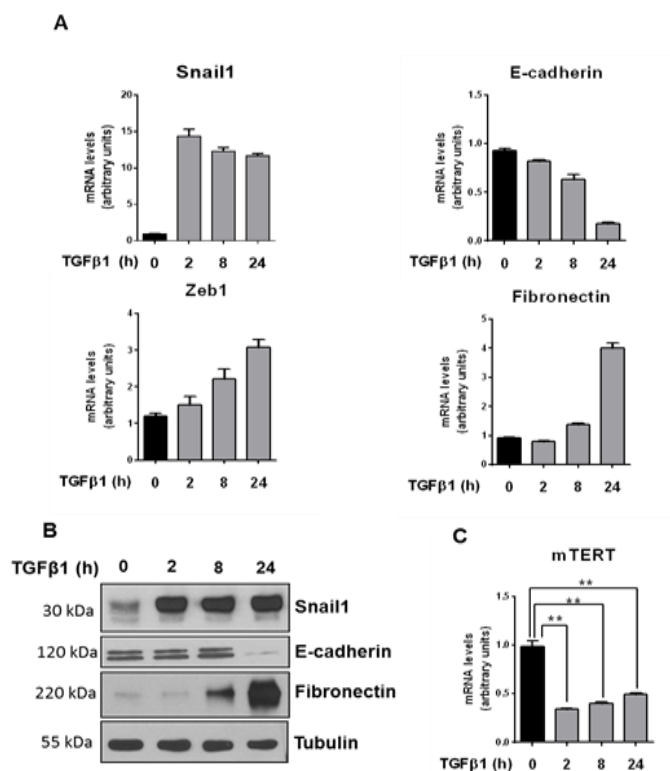 A
Snail1
mRNA levels
(arbitrary units)
20
15
10
5
0
TGFβ1 (h) 0 2 8 24
E-cadherin
mRNA levels
(arbitrary units)
1.5
1.0
0.5
0.0
TGFβ1 (h) 0 2 8 24
Zeb1
mRNA levels
(arbitrary units)
4
3
2
1
0
TGFβ1 (h) 0 2 8 24
Fibronectin
mRNA levels
(arbitrary units)
5
4
3
2
1
0
TGFβ1 (h) 0 2 8 24
B
TGFβ1 (h) 0 2 8 24
30 kDa Snail1
120 kDa E-cadherin
220 kDa Fibronectin
55 kDa Tubulin
C
mTERT
mRNA levels
(arbitrary units)
1.5
1.0
0.5
0.0
**
**
**
TGFβ1 (h) 0 2 8 24